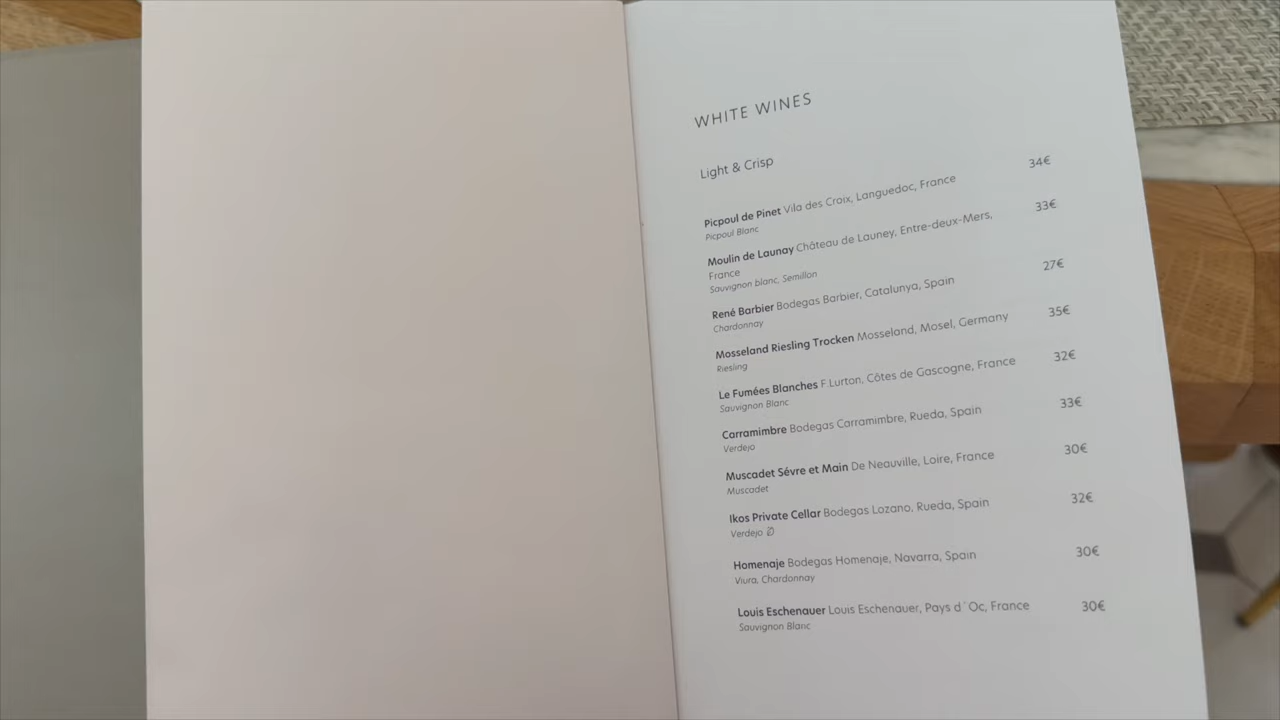 WHITE WINES
Light & Crisp
Picpoul de Pinet Vila des Croix, Languedoc, France 34€
Picpoul Blanc
Moulin de Launay Château de Launey, Entre-deux-Mers, 33€
France
Sauvignon blanc, Semillon
René Barbier Bodegas Barbier, Catalunya, Spain 27€
Chardonnay
Mosseland Riesling Trocken Mosseland, Mosel, Germany 35€
Riesling
Le Fumées Blanches F.Lurton, Côtes de Gascogne, France 32€
Sauvignon Blanc
Carramimbre Bodegas Carramimbre, Rueda, Spain 33€
Verdejo
Muscadet Sévre et Main De Neauville, Loire, France 30€
Muscadet
Ikos Private Cellar Bodegas Lozano, Rueda, Spain 32€
Verdejo
Homenaje Bodegas Homenaje, Navarra, Spain 30€
Viura, Chardonnay
Louis Eschenauer Louis Eschenauer, Pays d´Oc, France 30€
Sauvignon Blanc